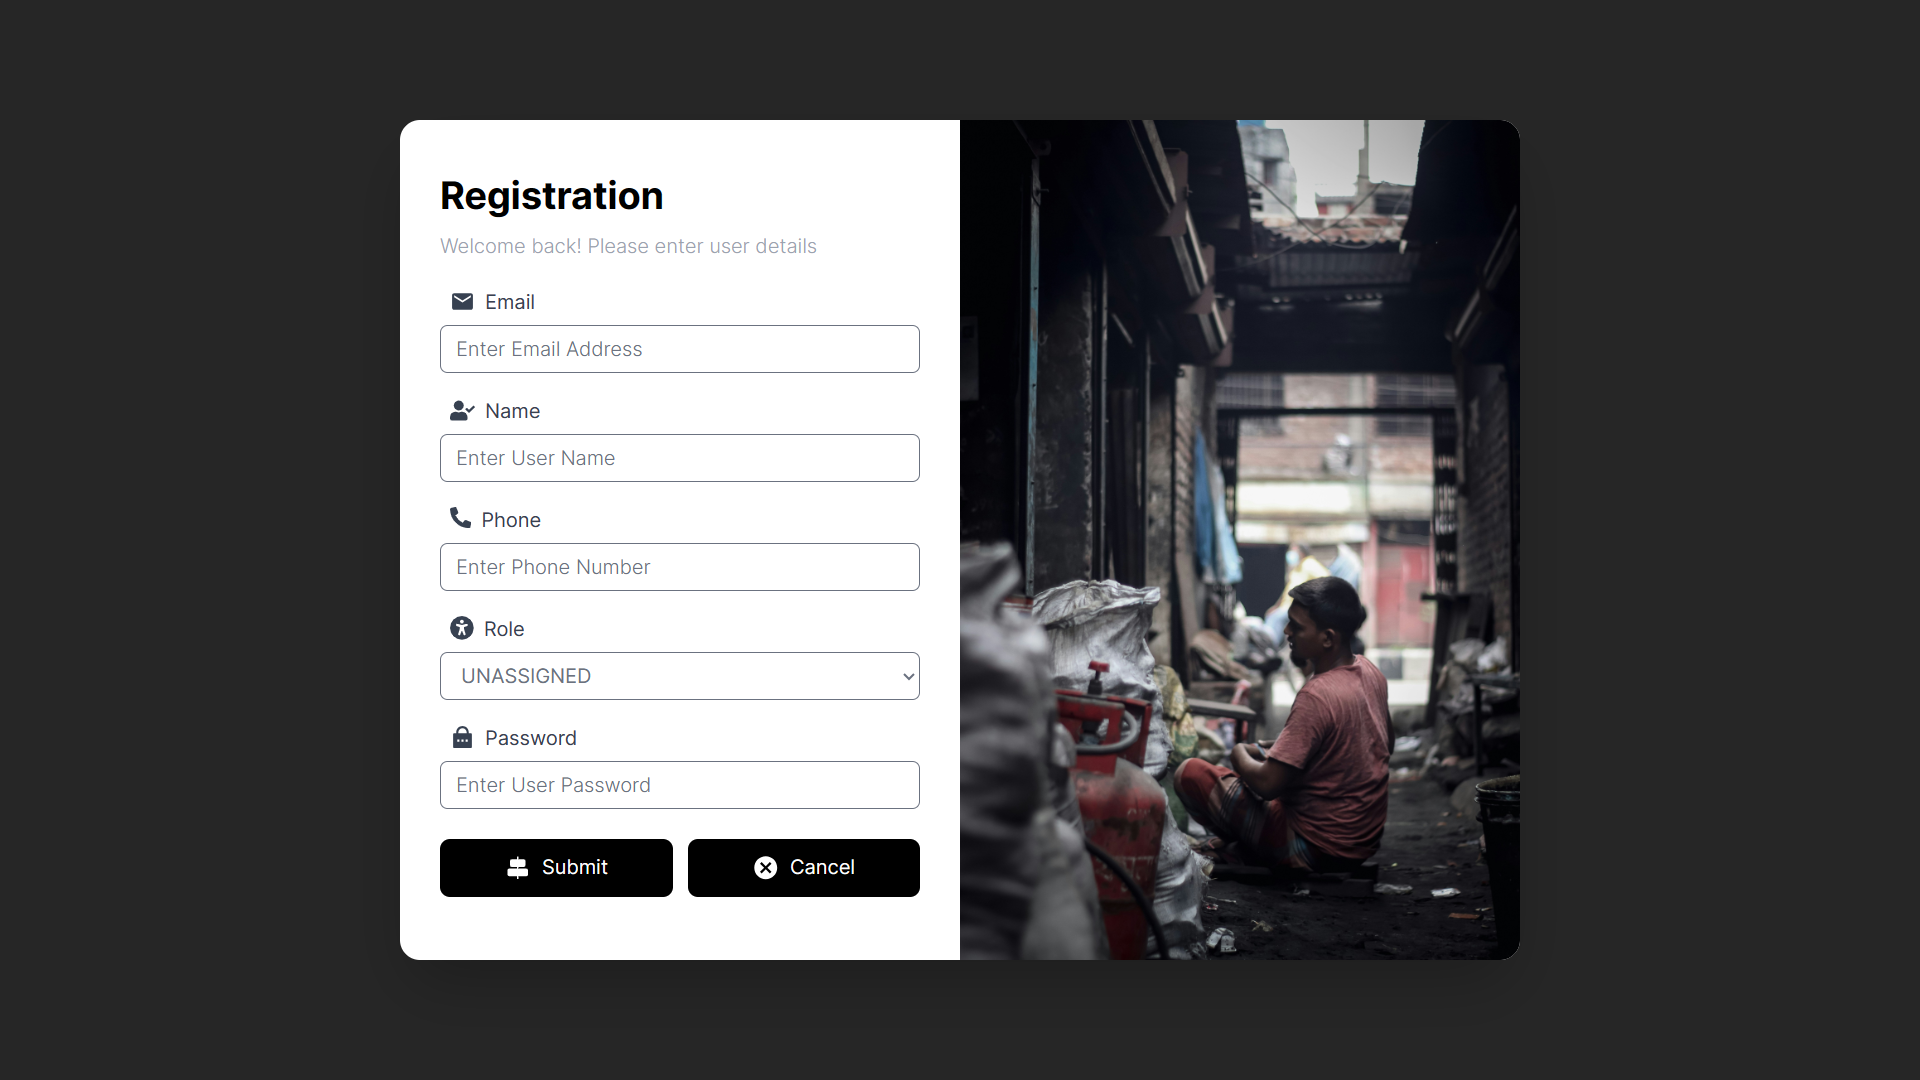 Registration
Welcome back! Please enter user details
Email
Enter Email Address
Name
Enter User Name
Phone
Enter Phone Number
Role
UNASSIGNED
Password
Enter User Password
Submit
Cancel